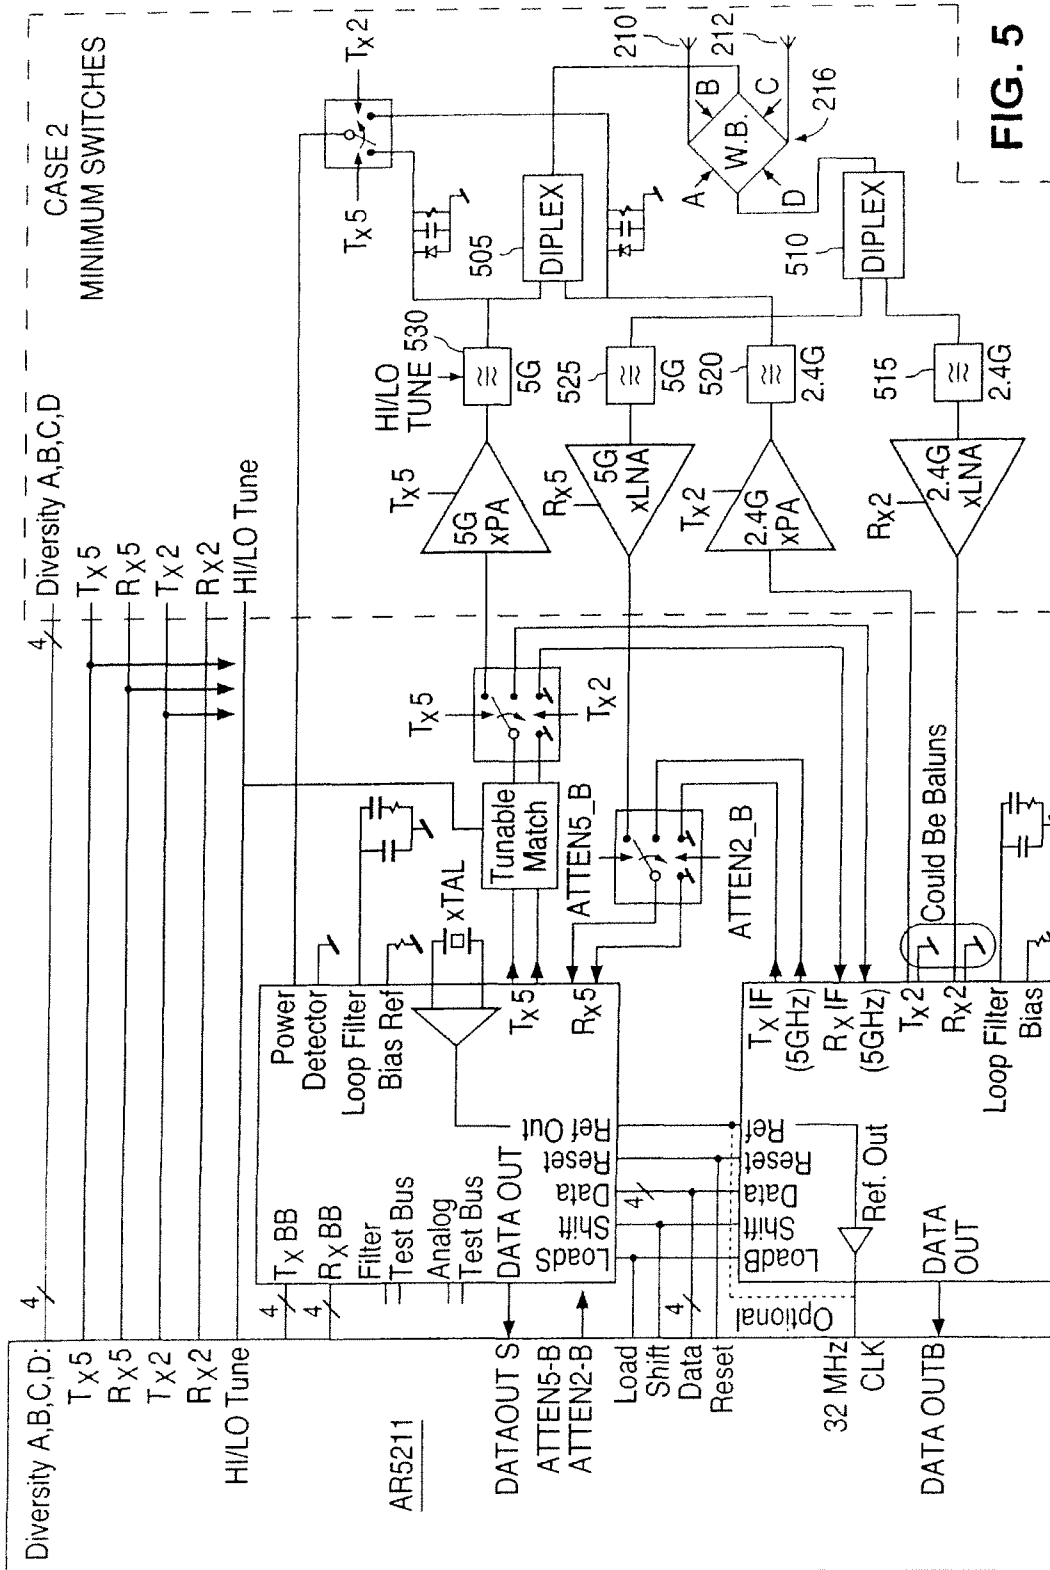 FIG. 5
CASE 2
MINIMUM SWITCHES
Diversity A,B,C,D:
Tx5
Rx5
Tx2
Rx2
HI/LO Tune
4
4
Diversity A,B,C,D
Tx5
Rx5
Tx2
Rx2
HI/LO Tune
AR5211
DATAOUT S
ATTEN5-B
ATTEN2-B
Load
Shift
Data
Reset
32 MHz
CLK
DATA OUTB
4
4
4
4
Tx BB
Rx BB
Filter
Test Bus
Analog
Test Bus
DATA OUT
LoadS
Shift
Data
Reset
Ref Out
Power
Detector
Loop Filter
Bias Ref
xTAL
Tx5
Rx5
Optional
LoadB
Shift
Data
Reset
Ref
Ref. Out
DATA
OUT
Tx IF
(5GHz)
Rx IF
(5GHz)
Tx2
Rx2
Loop Filter
Bias
Could Be Baluns
Tunable
Match
Tx5
Tx2
ATTEN5_B
ATTEN2_B
Tx5
5G
xPA
Rx5
5G
xLNA
Tx2
2.4G
xPA
Rx2
2.4G
xLNA
HI/LO
TUNE
530
5G
525
5G
520
2.4G
515
2.4G
Tx5
Tx2
505
DIPLEX
510
DIPLEX
A
B
C
D
W.B.
210
212
216